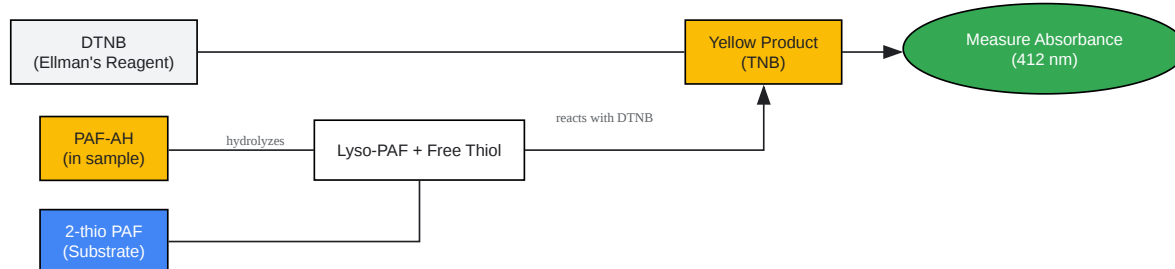 DTNB
(Ellman's Reagent)
Yellow Product
(TNB)
Measure Absorbance
(412 nm)
PAF-AH
(in sample)
hydrolyzes
Lyso-PAF + Free Thiol
reacts with DTNB
2-thio PAF
(Substrate)